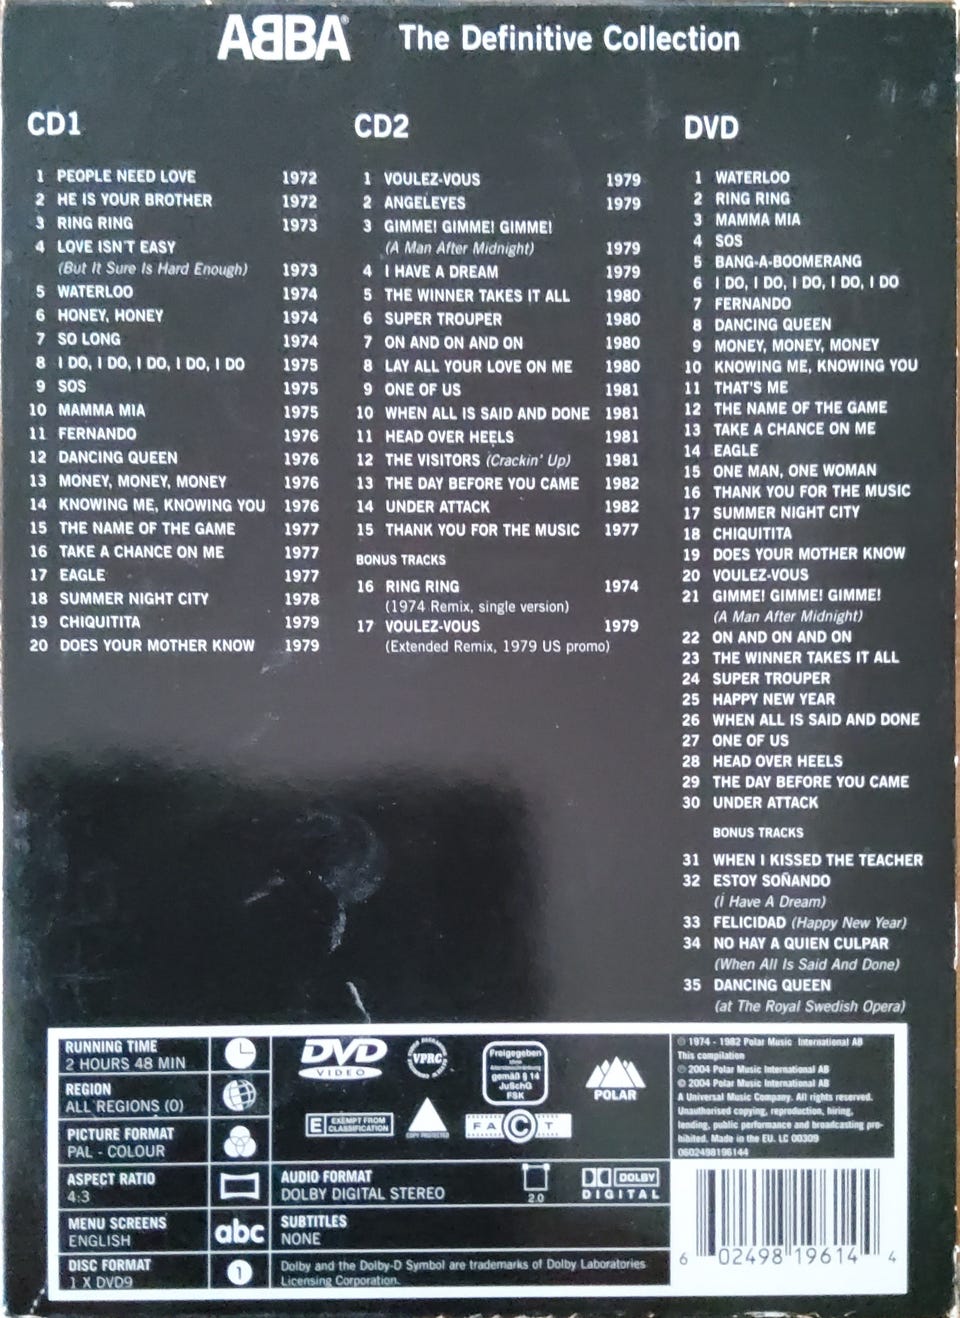 ABBA The Definitive Collection
CD1
1 PEOPLE NEED LOVE 1972
2 HE IS YOUR BROTHER 1972
3 RING RING 1973
4 LOVE ISN'T EASY
(But It Sure Is Hard Enough) 1973
5 WATERLOO 1974
6 HONEY, HONEY 1974
7 SO LONG 1974
8 I DO, I DO, I DO, I DO, I DO 1975
9 SOS 1975
10 MAMMA MIA 1975
11 FERNANDO 1976
12 DANCING QUEEN 1976
13 MONEY, MONEY, MONEY 1976
14 KNOWING ME, KNOWING YOU 1976
15 THE NAME OF THE GAME 1977
16 TAKE A CHANCE ON ME 1977
17 EAGLE 1977
18 SUMMER NIGHT CITY 1978
19 CHIQUITITA 1979
20 DOES YOUR MOTHER KNOW 1979
CD2
1 VOULEZ-VOUS 1979
2 ANGELEYES 1979
3 GIMME! GIMME! GIMME!
(A Man After Midnight) 1979
4 I HAVE A DREAM 1979
5 THE WINNER TAKES IT ALL 1980
6 SUPER TROUPER 1980
7 ON AND ON AND ON 1980
8 LAY ALL YOUR LOVE ON ME 1980
9 ONE OF US 1981
10 WHEN ALL IS SAID AND DONE 1981
11 HEAD OVER HEELS 1981
12 THE VISITORS (Crackin' Up) 1981
13 THE DAY BEFORE YOU CAME 1982
14 UNDER ATTACK 1982
15 THANK YOU FOR THE MUSIC 1977
BONUS TRACKS
16 RING RING 1974
(1974 Remix, single version)
17 VOULEZ-VOUS 1979
(Extended Remix, 1979 US promo)
DVD
1 WATERLOO
2 RING RING
3 MAMMA MIA
4 SOS
5 BANG-A-BOOMERANG
6 I DO, I DO, I DO, I DO, I DO
7 FERNANDO
8 DANCING QUEEN
9 MONEY, MONEY, MONEY
10 KNOWING ME, KNOWING YOU
11 THAT'S ME
12 THE NAME OF THE GAME
13 TAKE A CHANCE ON ME
14 EAGLE
15 ONE MAN, ONE WOMAN
16 THANK YOU FOR THE MUSIC
17 SUMMER NIGHT CITY
18 CHIQUITITA
19 DOES YOUR MOTHER KNOW
20 VOULEZ-VOUS
21 GIMME! GIMME! GIMME!
(A Man After Midnight)
22 ON AND ON AND ON
23 THE WINNER TAKES IT ALL
24 SUPER TROUPER
25 HAPPY NEW YEAR
26 WHEN ALL IS SAID AND DONE
27 ONE OF US
28 HEAD OVER HEELS
29 THE DAY BEFORE YOU CAME
30 UNDER ATTACK
BONUS TRACKS
31 WHEN I KISSED THE TEACHER
32 ESTOY SOÑANDO
(I Have A Dream)
33 FELICIDAD (Happy New Year)
34 NO HAY A QUIEN CULPAR
(When All Is Said And Done)
35 DANCING QUEEN
(at The Royal Swedish Opera)
RUNNING TIME
2 HOURS 48 MIN
REGION
ALL REGIONS (0)
PICTURE FORMAT
PAL - COLOUR
ASPECT RATIO
4:3
MENU SCREENS
ENGLISH
abc
DISC FORMAT
1 X DVD9
1
DVD
VIDEO
VPRC
Freigegeben
ohne
gemäß § 14
JuSchG
FSK
POLAR
E EXEMPT FROM
CLASSIFICATION
COPY PROTECTED
FACT
AUDIO FORMAT
DOLBY DIGITAL STEREO
2.0
DOLBY
DIGITAL
SUBTITLES
NONE
Dolby and the Dolby-D Symbol are trademarks of Dolby Laboratories
Licensing Corporation.
℗ 1974 - 1982 Polar Music International AB
This compilation
℗ 2004 Polar Music International AB
© 2004 Polar Music International AB
A Universal Music Company. All rights reserved.
Unauthorised copying, reproduction, hiring,
lending, public performance and broadcasting pro-
hibited. Made in the EU. LC 00309
0602498196144
6 02498 19614 4